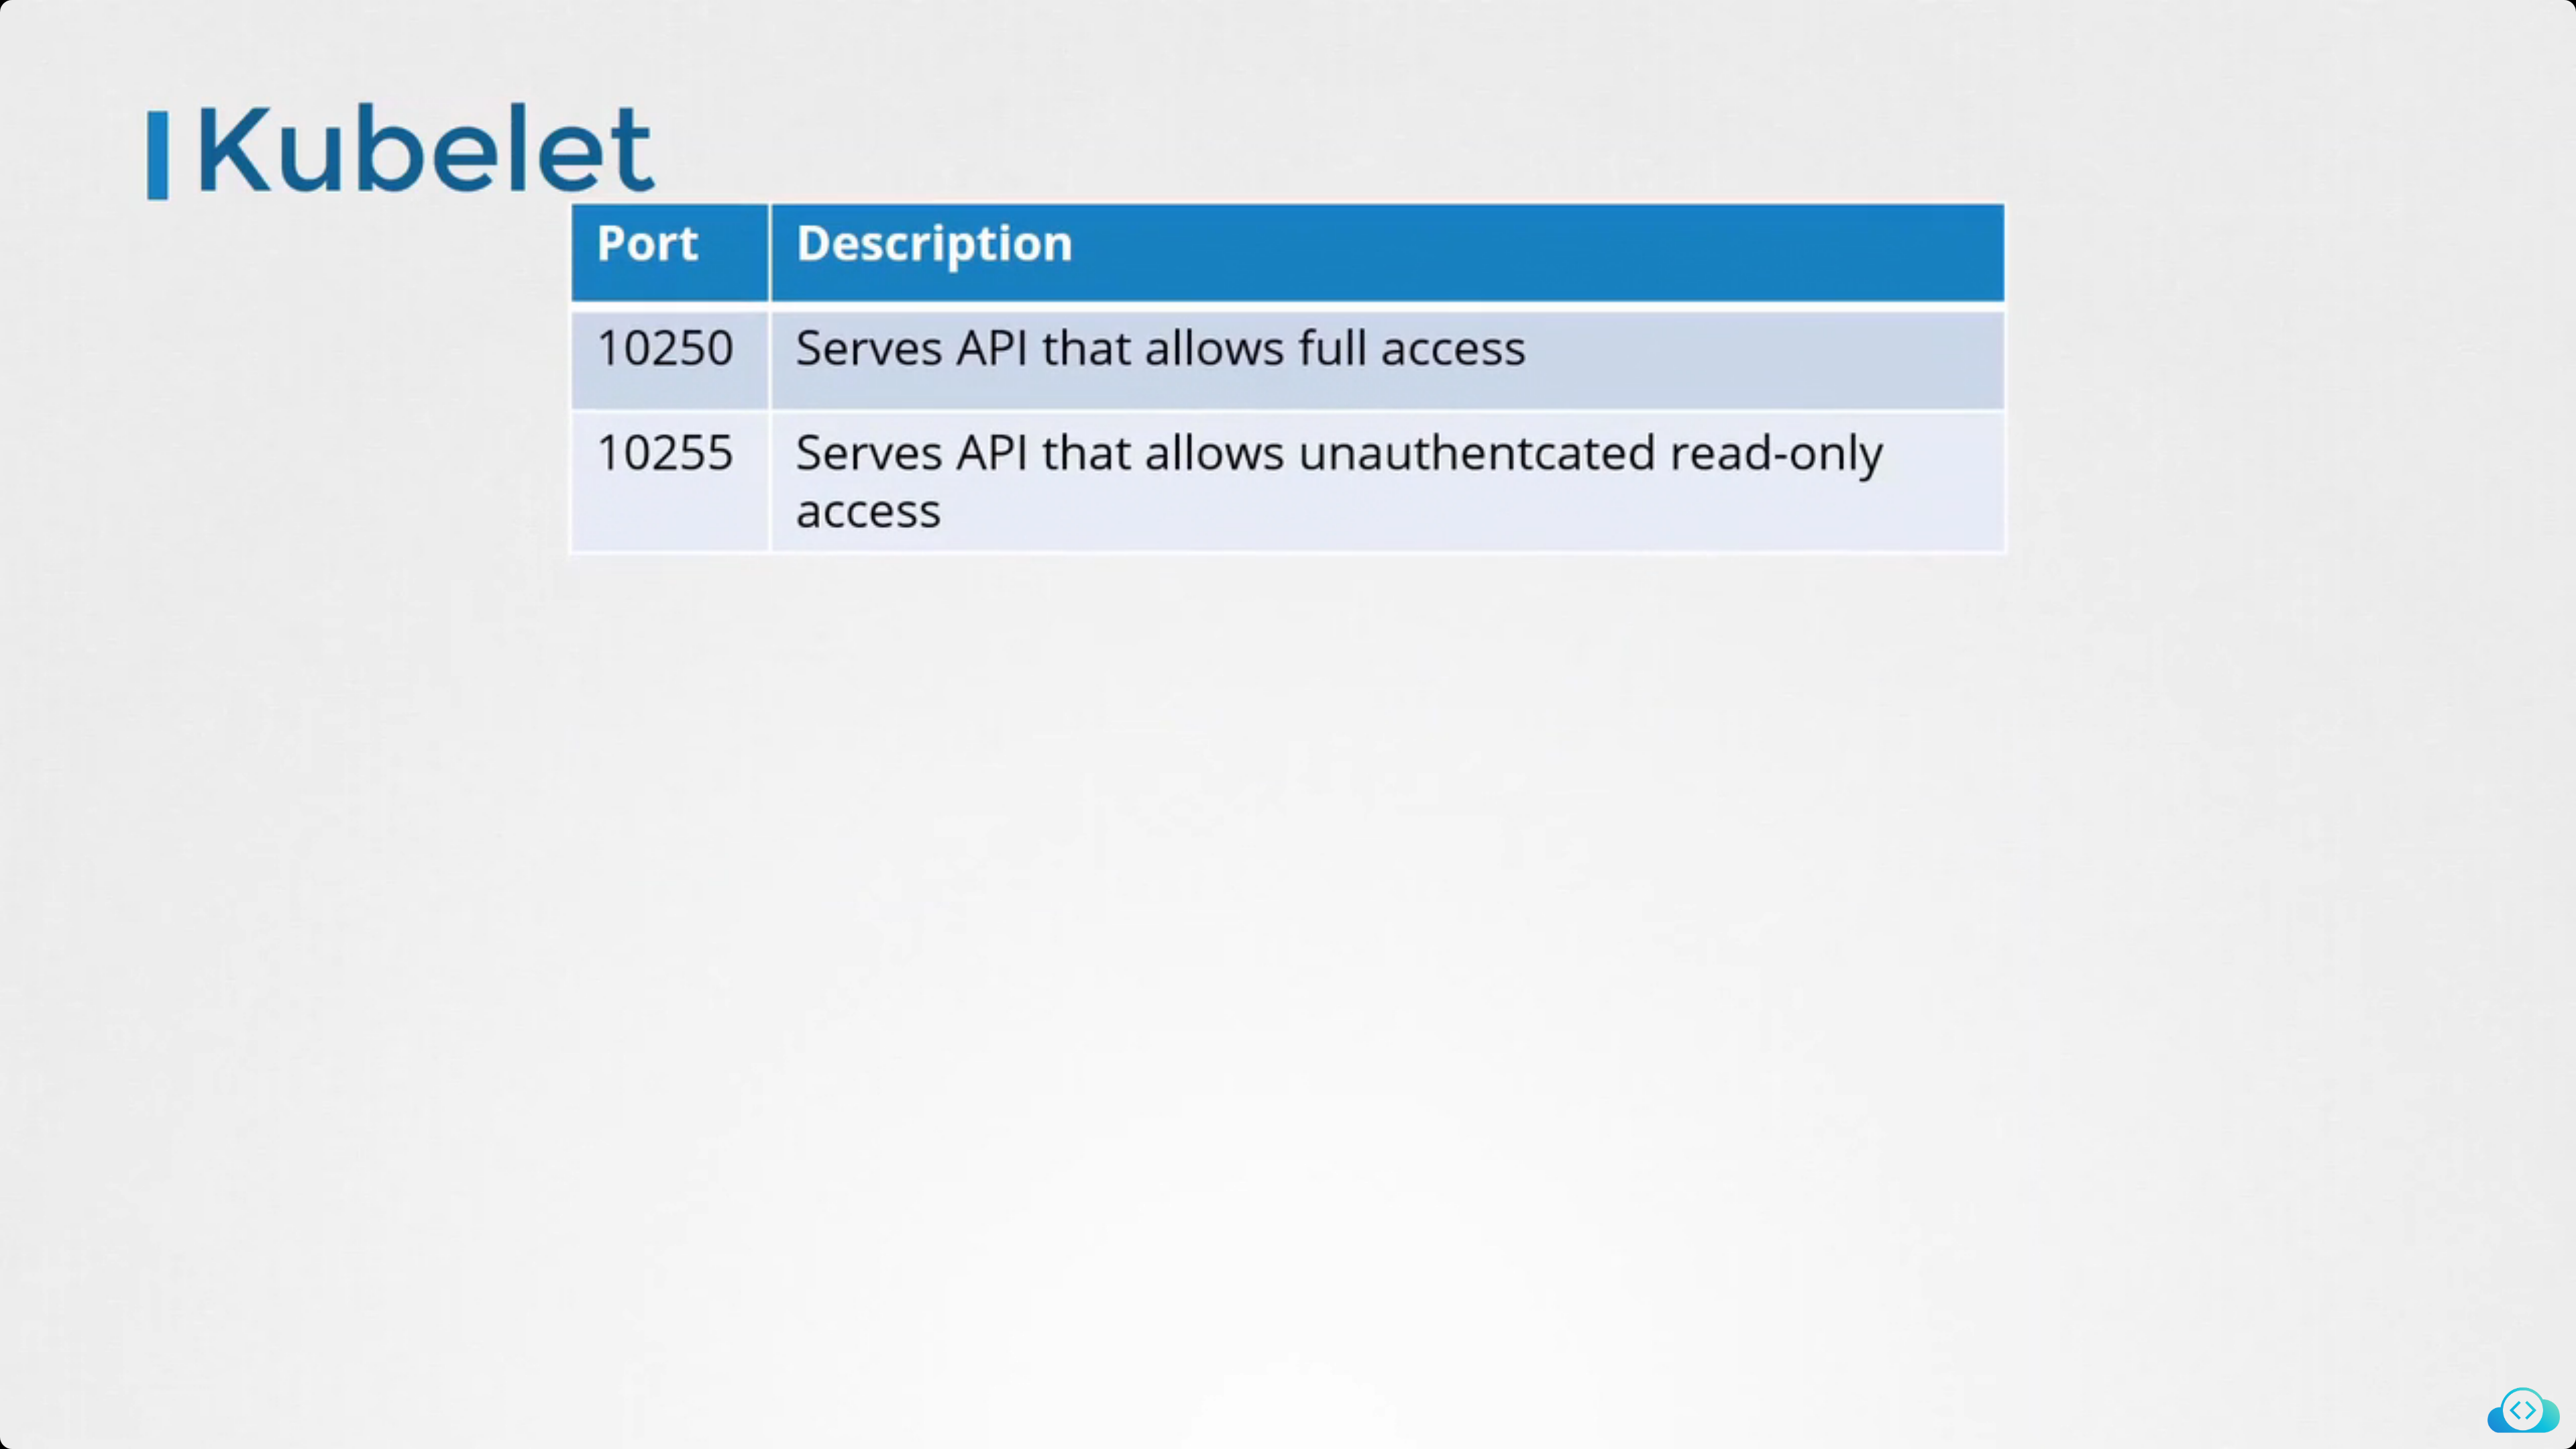 Kubelet
Port Description
10250 Serves API that allows full access
10255 Serves API that allows unauthentcated read-only
access